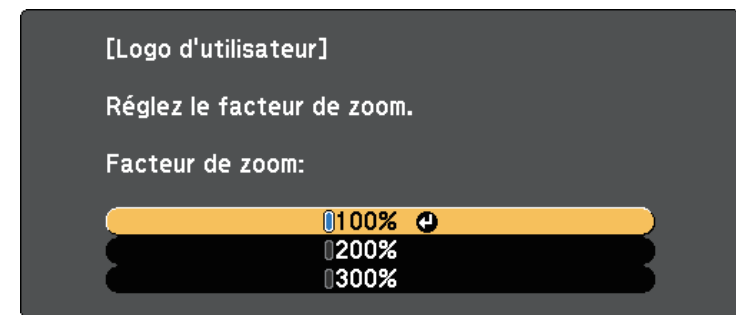 [Logo d'utilisateur]
Réglez le facteur de zoom.
Facteur de zoom:
100%
200%
300%